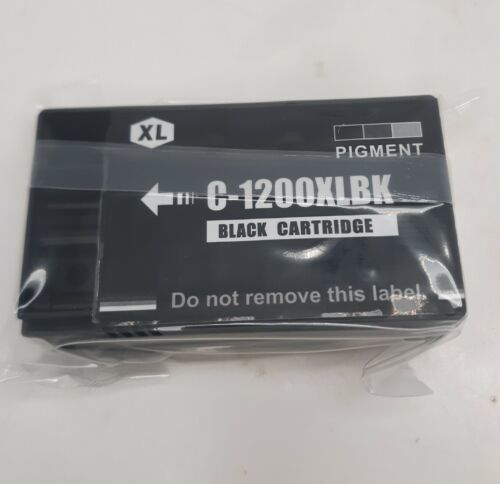 XL
PIGMENT
C-1200XLBK
BLACK CARTRIDGE
Do not remove this label.